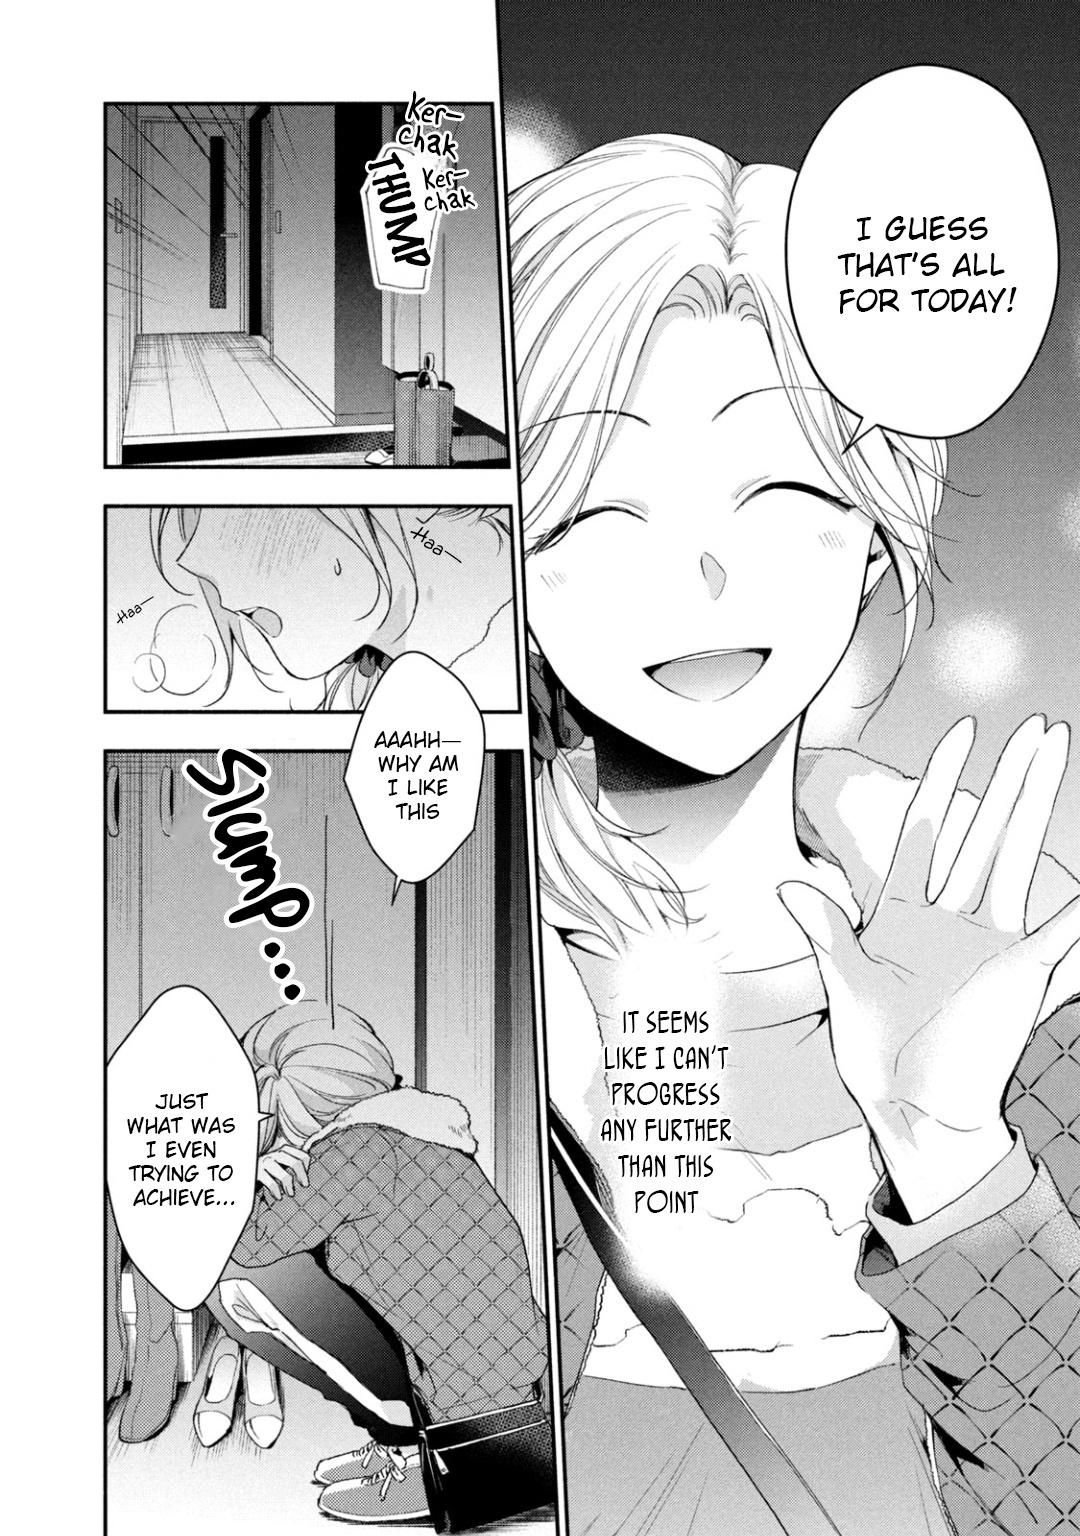 I GUESS
THAT'S ALL
FOR TODAY!
IT SEEMS
LIKE I CAN'T
PROGRESS
ANY FURTHER
THAN THIS
POINT
Ker-
chak
Ker-
chak
THUMP
Haa—
Haa—
AAAHH—
WHY AM
I LIKE
THIS
Slump...
JUST
WHAT WAS
I EVEN
TRYING TO
ACHIEVE...